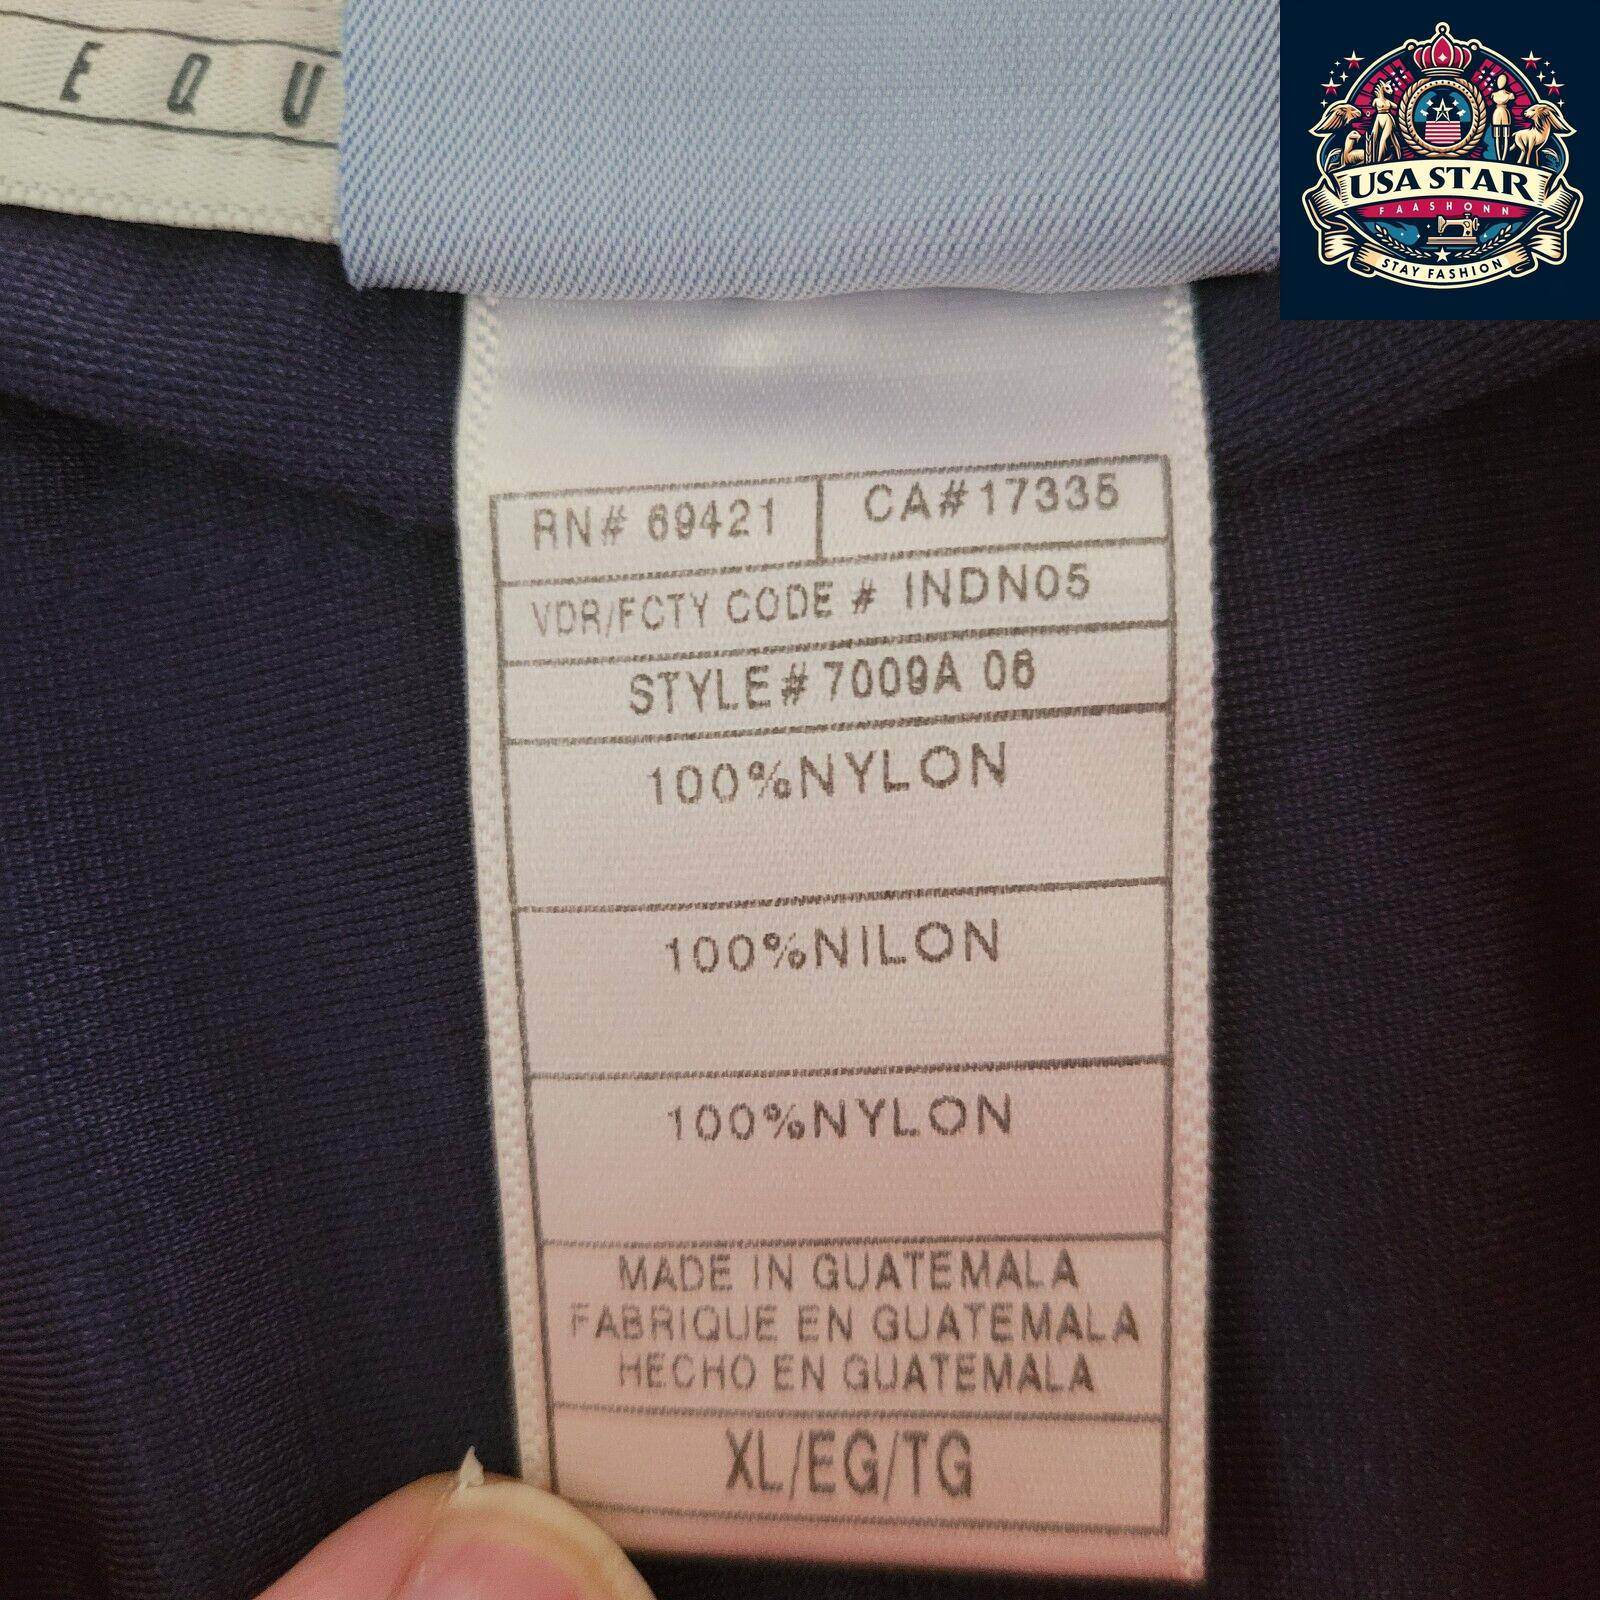 EQU
USA STAR
FAASHONN
STAY FASHION
RN# 69421 CA#17335
VDR/FCTY CODE # INDN05
STYLE# 7009A 06
100%NYLON
100%NILON
100%NYLON
MADE IN GUATEMALA
FABRIQUE EN GUATEMALA
HECHO EN GUATEMALA
XL/EG/TG